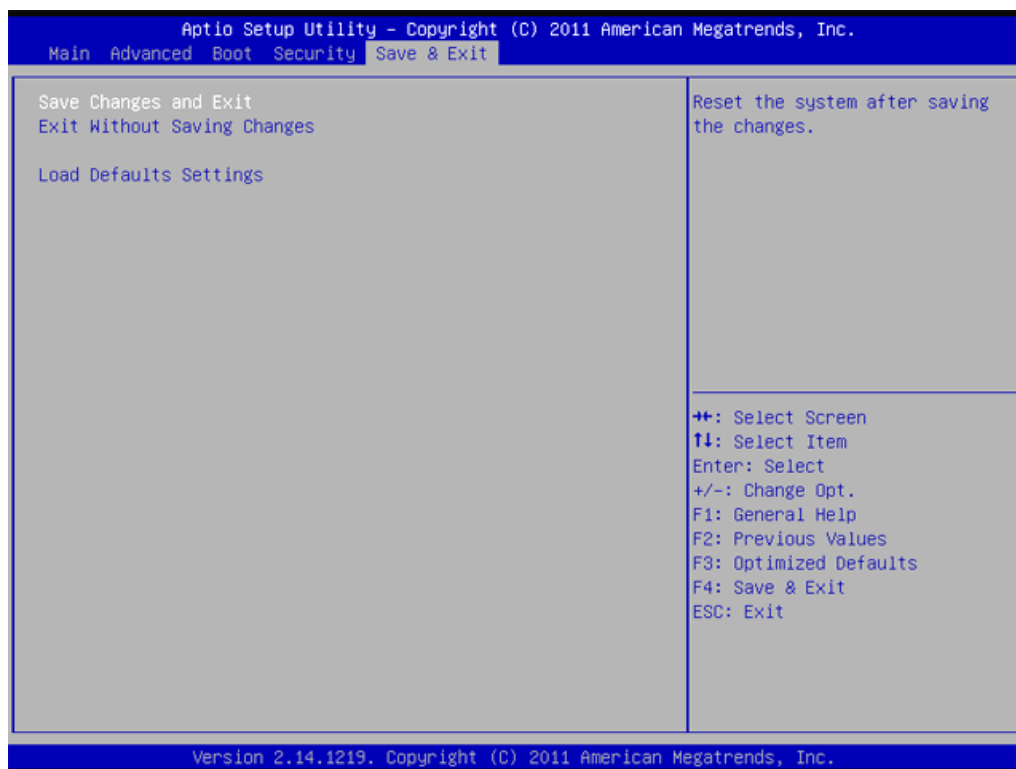 Aptio Setup Utility – Copyright (C) 2011 American Megatrends, Inc.
Main Advanced Boot Security Save & Exit
Save Changes and Exit
Exit Without Saving Changes
Load Defaults Settings
Reset the system after saving
the changes.
→←: Select Screen
↑↓: Select Item
Enter: Select
+/-: Change Opt.
F1: General Help
F2: Previous Values
F3: Optimized Defaults
F4: Save & Exit
ESC: Exit
Version 2.14.1219. Copyright (C) 2011 American Megatrends, Inc.